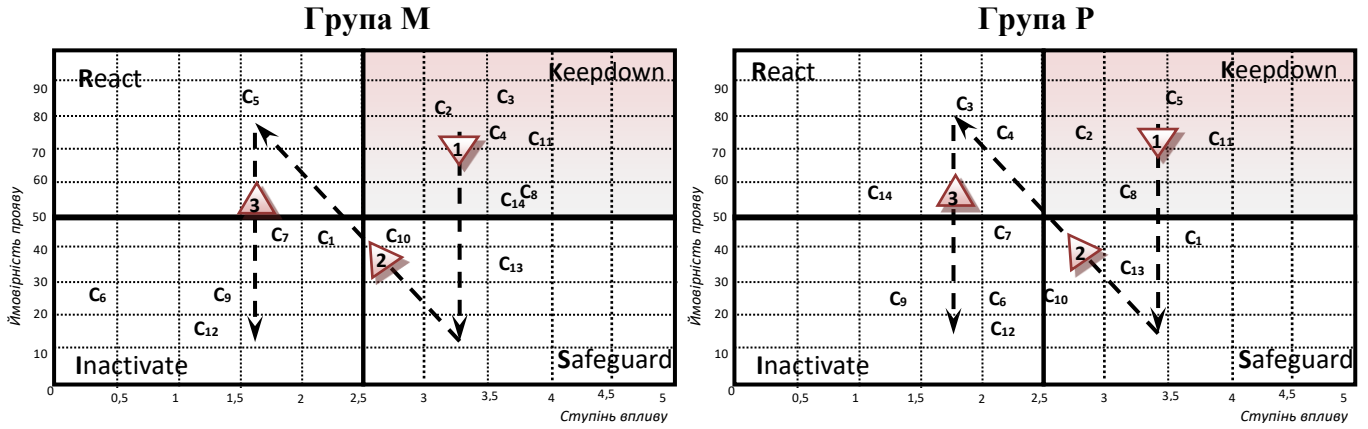 Група М
React
Keepdown
C5
C3
C2
C4
C11
1
C8
C14
3
C7
C1
C10
2
C13
C6
C9
C12
Inactivate
Safeguard
90
80
70
60
50
40
30
20
10
0
0,5
1
1,5
2
2,5
3
3,5
4
4,5
5
Ймовірність прояву
Ступінь впливу
Група Р
React
Keepdown
C3
C5
C4
C2
1
C11
C14
3
C8
C7
C1
2
C13
C9
C6
C10
C12
Inactivate
Safeguard
90
80
70
60
50
40
30
20
10
0
0,5
1
1,5
2
2,5
3
3,5
4
4,5
5
Ймовірність прояву
Ступінь впливу